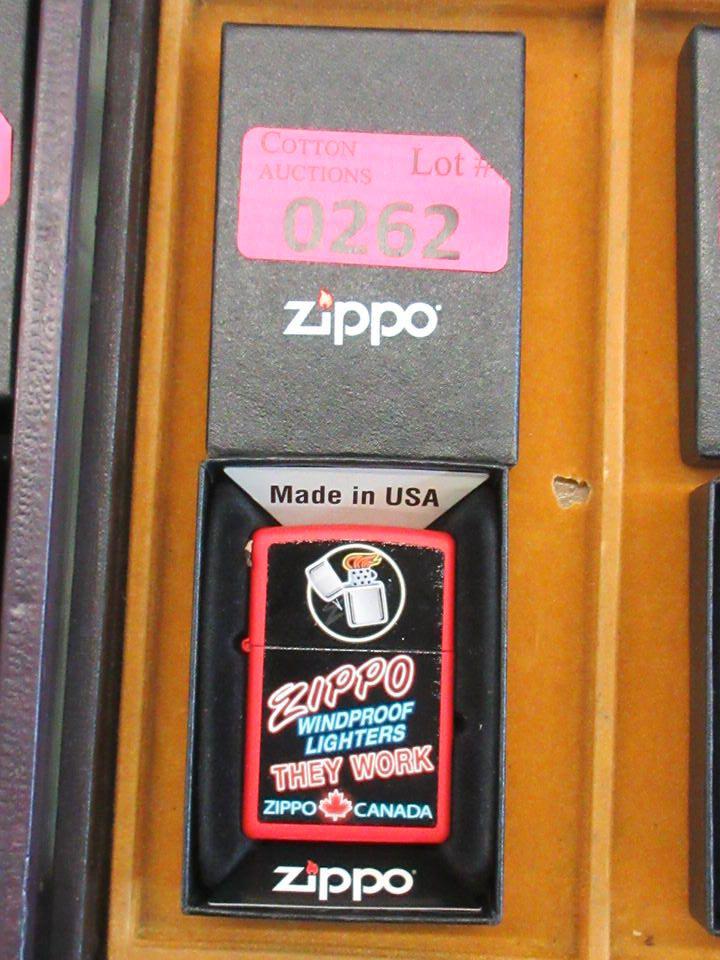 COTTON
AUCTIONS
Lot #
0262
zippo
Made in USA
ZIPPO
WINDPROOF
LIGHTERS
THEY WORK
ZIPPO CANADA
zippo